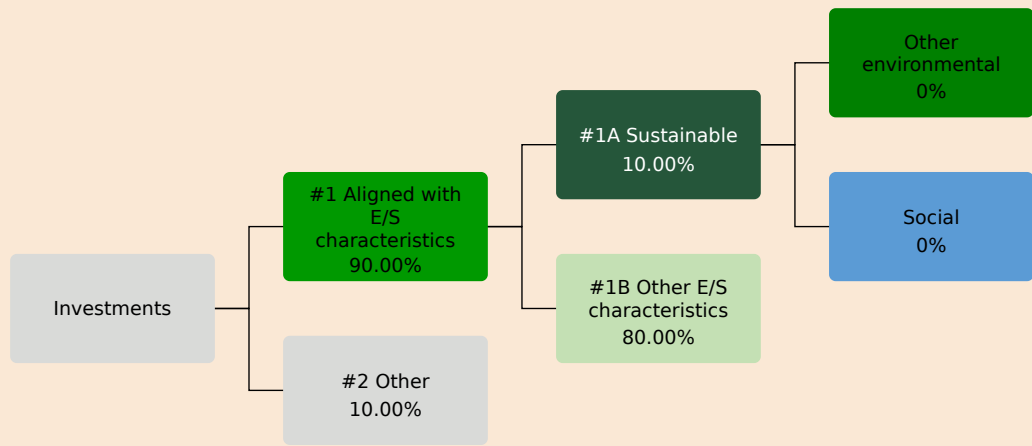 Investments
#1 Aligned with
E/S
characteristics
90.00%
#2 Other
10.00%
#1A Sustainable
10.00%
#1B Other E/S
characteristics
80.00%
Other
environmental
0%
Social
0%